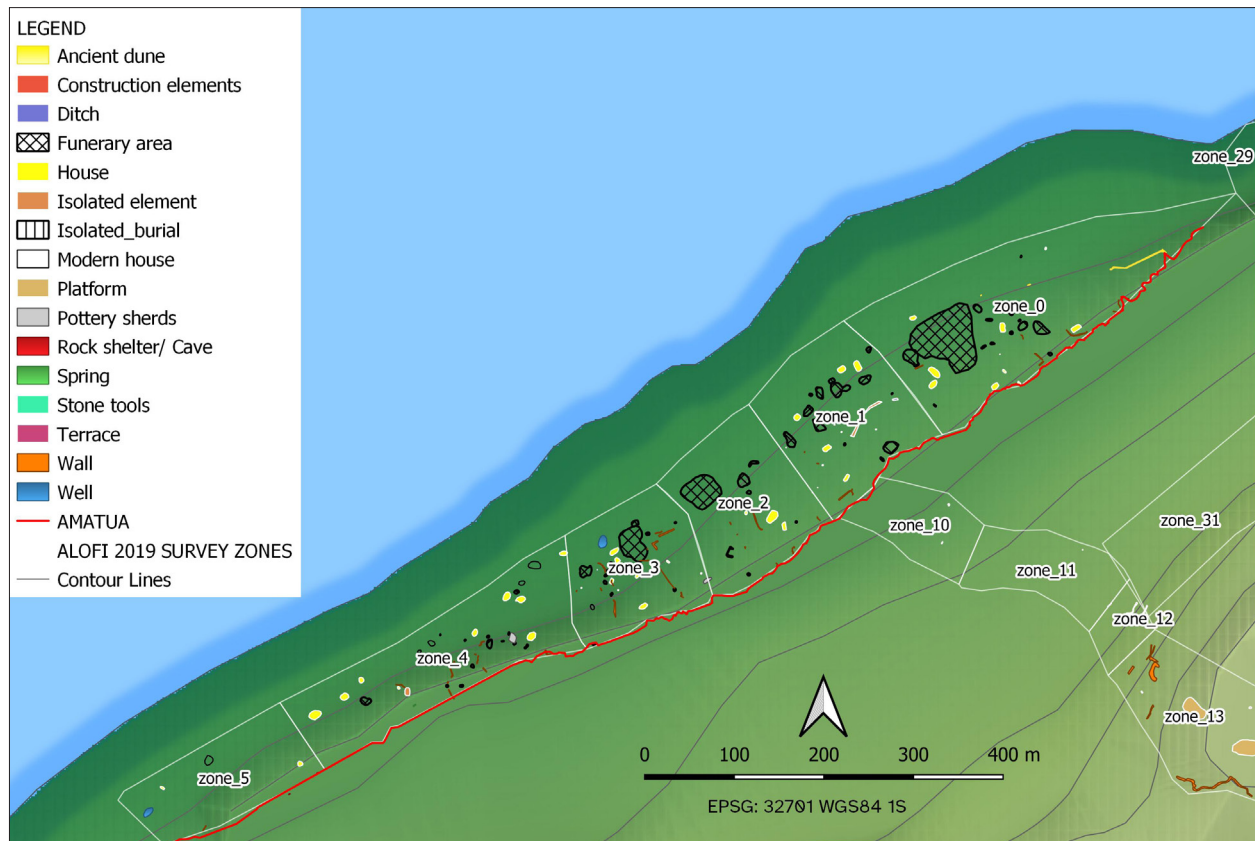 LEGEND
Ancient dune
Construction elements
Ditch
Funerary area
House
Isolated element
Isolated_burial
Modern house
Platform
Pottery sherds
Rock shelter/ Cave
Spring
Stone tools
Terrace
Wall
Well
AMATUA
ALOFI 2019 SURVEY ZONES
Contour Lines
zone_29
zone_0
zone_1
zone_2
zone_10
zone_31
zone_3
zone_11
zone_12
zone_4
zone_13
zone_5
0 100 200 300 400 m
EPSG: 32701 WGS84 1S